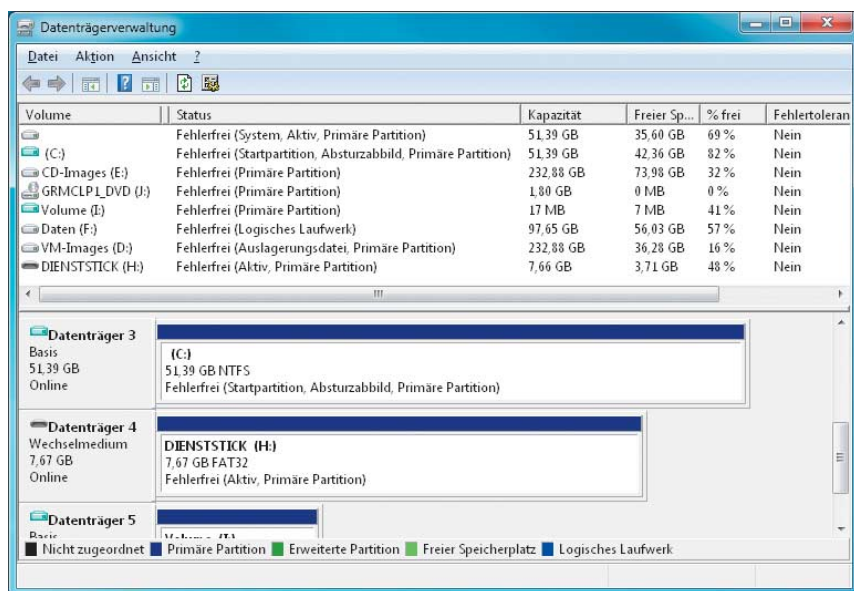 Datenträgerverwaltung
Datei Aktion Ansicht ?
Volume Status Kapazität Freier Sp... % frei Fehlertoleran
Fehlerfrei (System, Aktiv, Primäre Partition) 51,39 GB 35,60 GB 69 % Nein
(C:) Fehlerfrei (Startpartition, Absturzabbild, Primäre Partition) 51,39 GB 42,36 GB 82 % Nein
CD-Images (E:) Fehlerfrei (Primäre Partition) 232,88 GB 73,98 GB 32 % Nein
GRMCLP1_DVD (J:) Fehlerfrei (Primäre Partition) 1,80 GB 0 MB 0 % Nein
Volume (I:) Fehlerfrei (Primäre Partition) 17 MB 7 MB 41 % Nein
Daten (F:) Fehlerfrei (Logisches Laufwerk) 97,65 GB 56,03 GB 57 % Nein
VM-Images (D:) Fehlerfrei (Auslagerungsdatei, Primäre Partition) 232,88 GB 36,28 GB 16 % Nein
DIENSTSTICK (H:) Fehlerfrei (Aktiv, Primäre Partition) 7,66 GB 3,71 GB 48 % Nein
Datenträger 3
Basis
51,39 GB
Online
(C:)
51,39 GB NTFS
Fehlerfrei (Startpartition, Absturzabbild, Primäre Partition)
Datenträger 4
Wechselmedium
7,67 GB
Online
DIENSTSTICK (H:)
7,67 GB FAT32
Fehlerfrei (Aktiv, Primäre Partition)
Datenträger 5
Basis
Volume (I:)
Nicht zugeordnet Primäre Partition Erweiterte Partition Freier Speicherplatz Logisches Laufwerk